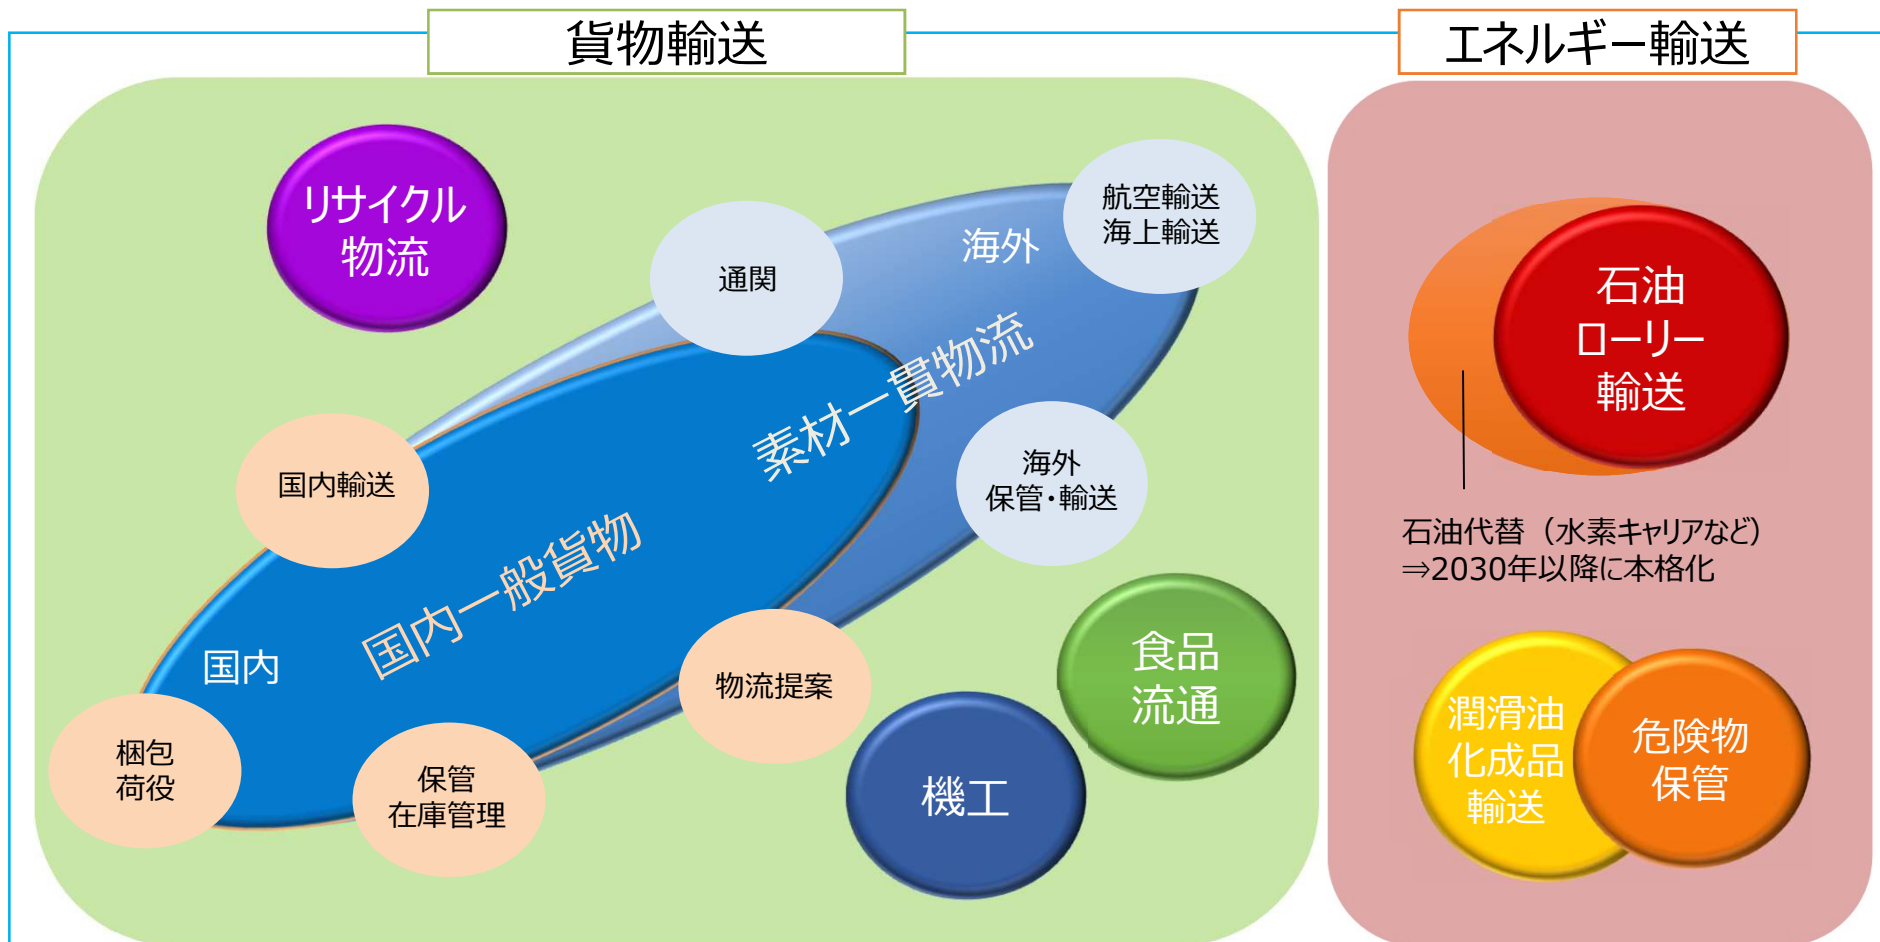 貨物輸送
エネルギー輸送
リサイクル
物流
通関
海外
航空輸送
海上輸送
素材一貫物流
国内輸送
海外
保管・輸送
国内一般貨物
国内
物流提案
梱包
荷役
保管
在庫管理
食品
流通
機工
石油
ローリー
輸送
石油代替（水素キャリアなど）
⇒2030年以降に本格化
潤滑油
化成品
輸送
危険物
保管